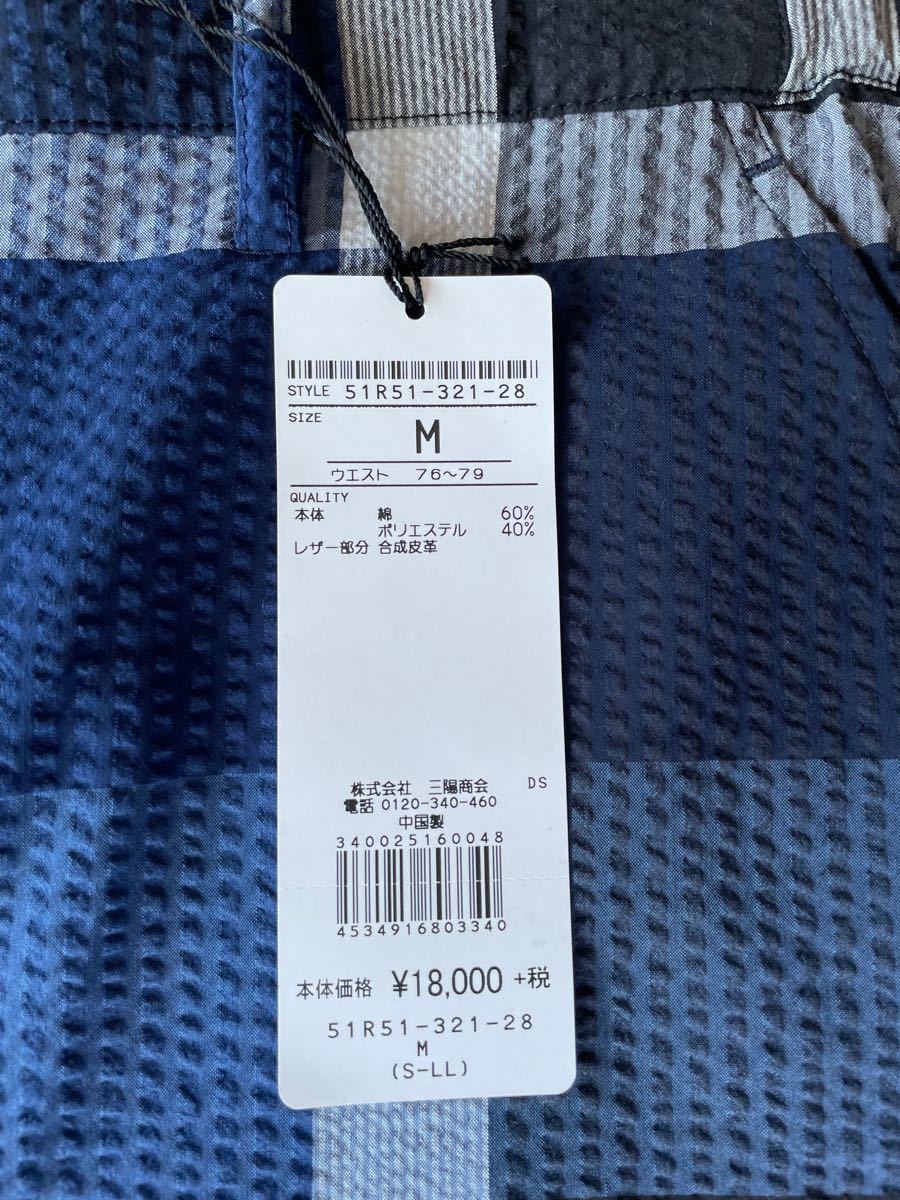 STYLE 51R51-321-28
SIZE
M
ウエスト 76〜79
QUALITY
本体 綿 60%
ポリエステル 40%
レザー部分 合成皮革
株式会社 三陽商会 DS
電話 0120-340-460
中国製
340025160048
4534916803340
本体価格 ¥18,000 +税
51R51-321-28
M
(S-LL)